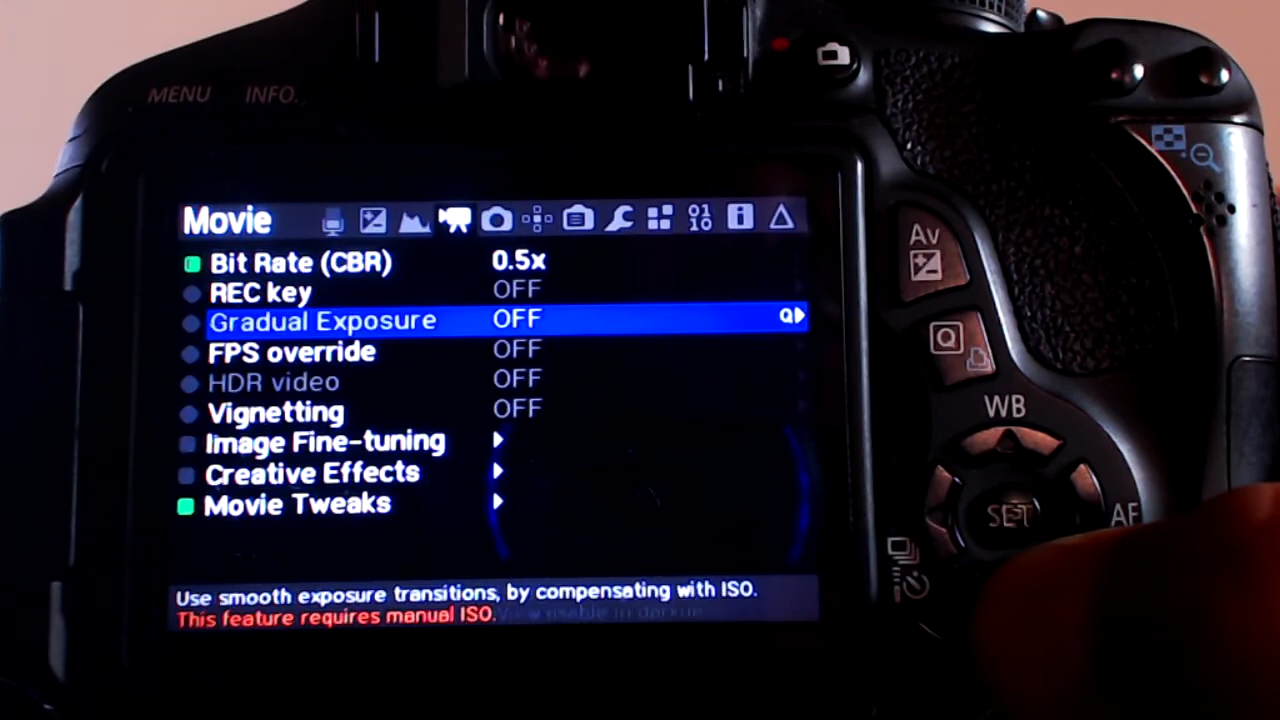 MENU INFO.
Movie
01
10
Bit Rate (CBR) 0.5x
REC key OFF
Gradual Exposure OFF Q
FPS override OFF
HDR video OFF
Vignetting OFF
Image Fine-tuning
Creative Effects
Movie Tweaks
Use smooth exposure transitions, by compensating with ISO.
This feature requires manual ISO.
Av
Q
WB
SET
AF